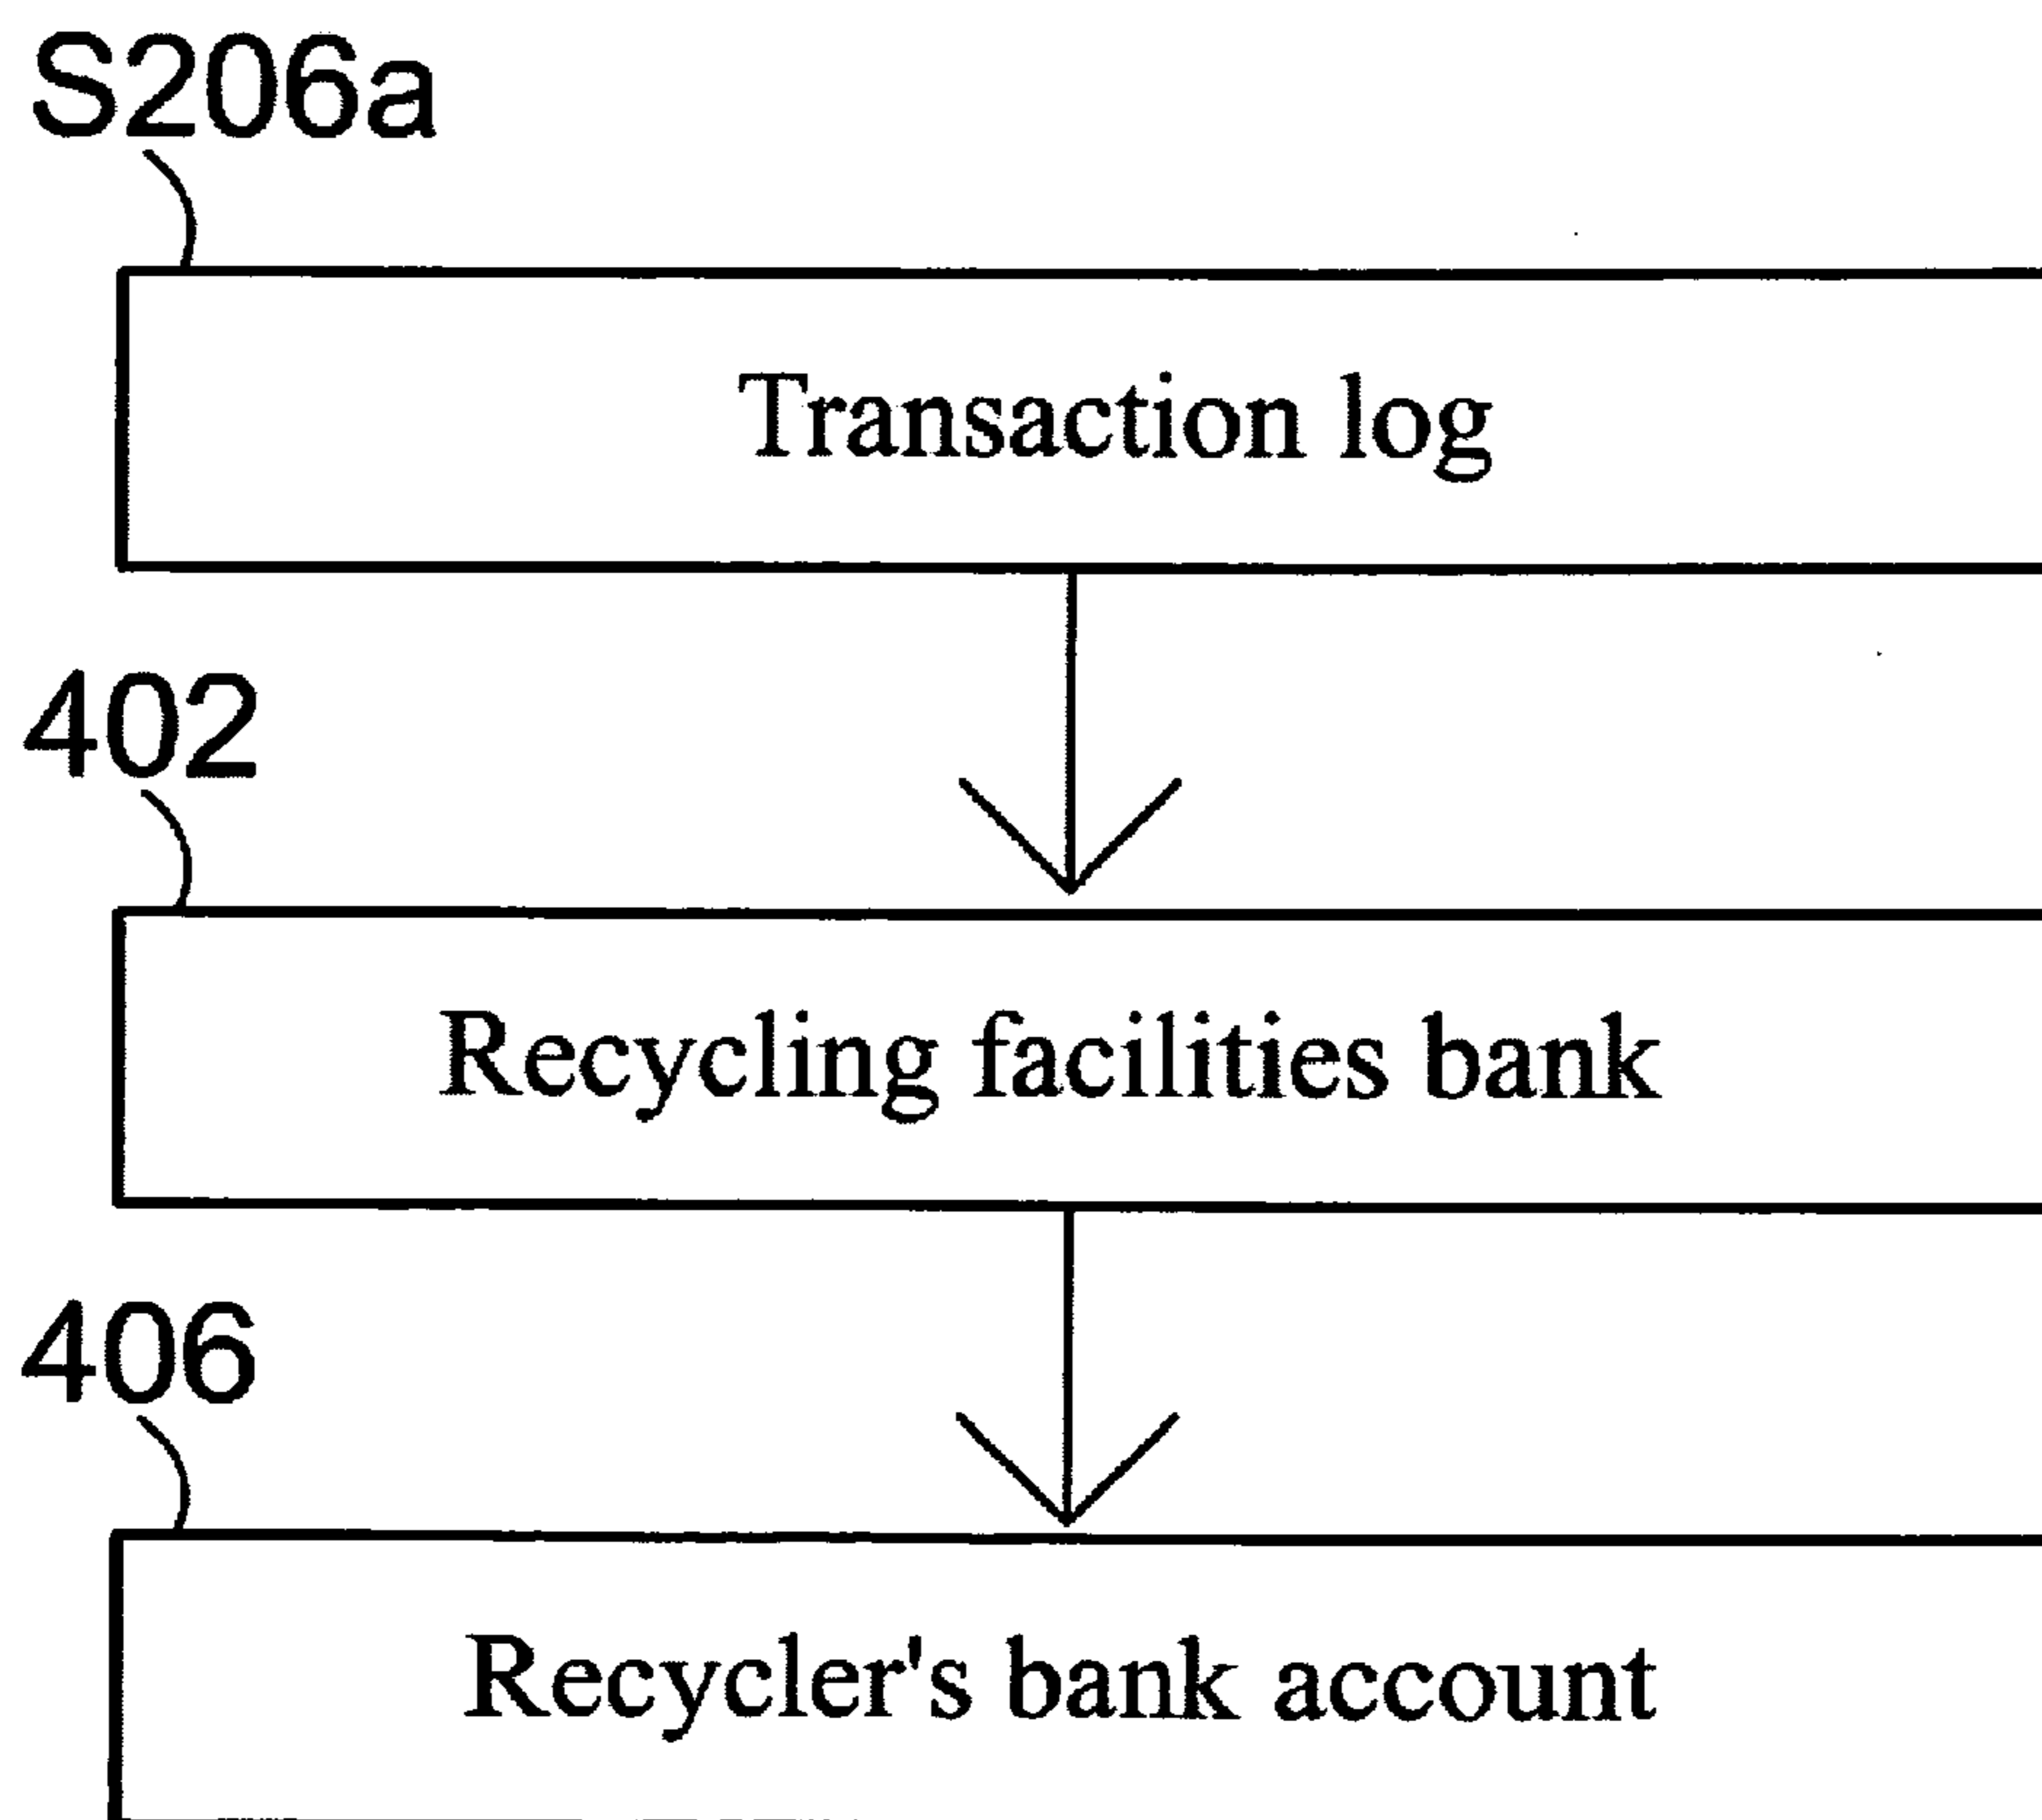 S206a
Transaction log
402
Recycling facilities bank
406
Recycler's bank account